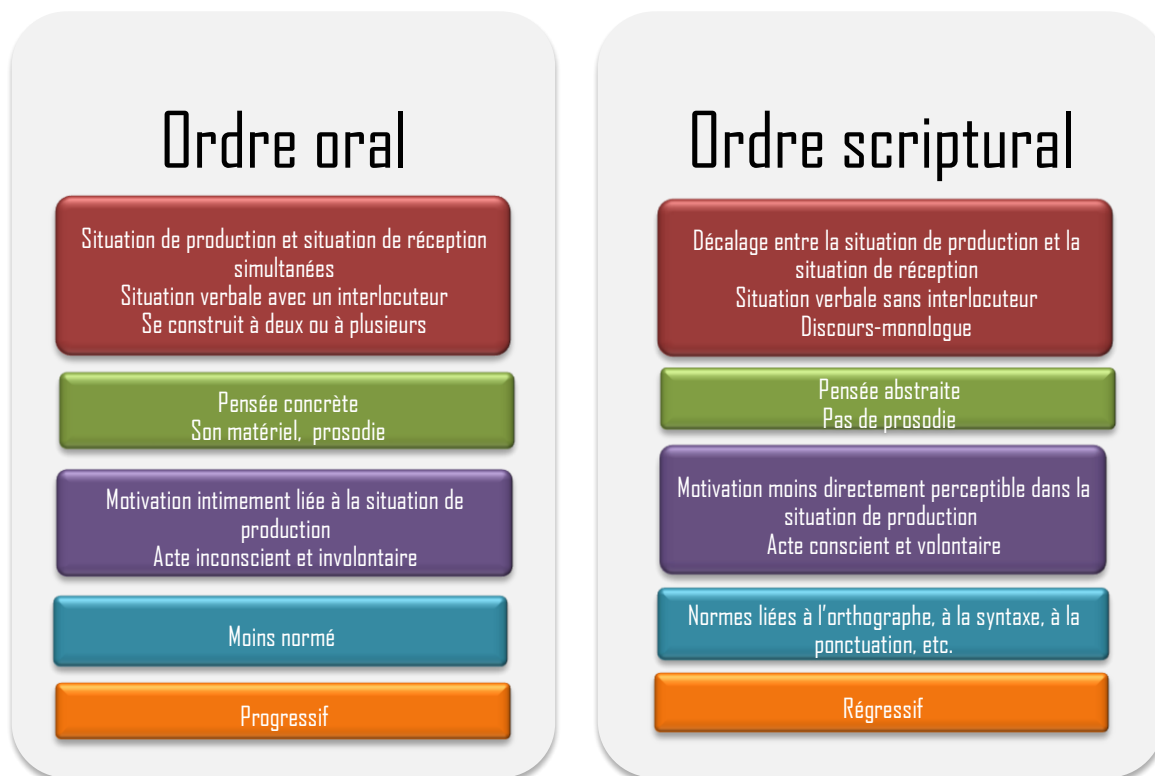 Ordre oral
Situation de production et situation de réception
simultanées
Situation verbale avec un interlocuteur
Se construit à deux ou à plusieurs
Pensée concrète
Son matériel, prosodie
Motivation intimement liée à la situation de
production
Acte inconscient et involontaire
Moins normé
Progressif
Ordre scriptural
Décalage entre la situation de production et la
situation de réception
Situation verbale sans interlocuteur
Discours-monologue
Pensée abstraite
Pas de prosodie
Motivation moins directement perceptible dans la
situation de production
Acte conscient et volontaire
Normes liées à l'orthographe, à la syntaxe, à la
ponctuation, etc.
Régressif